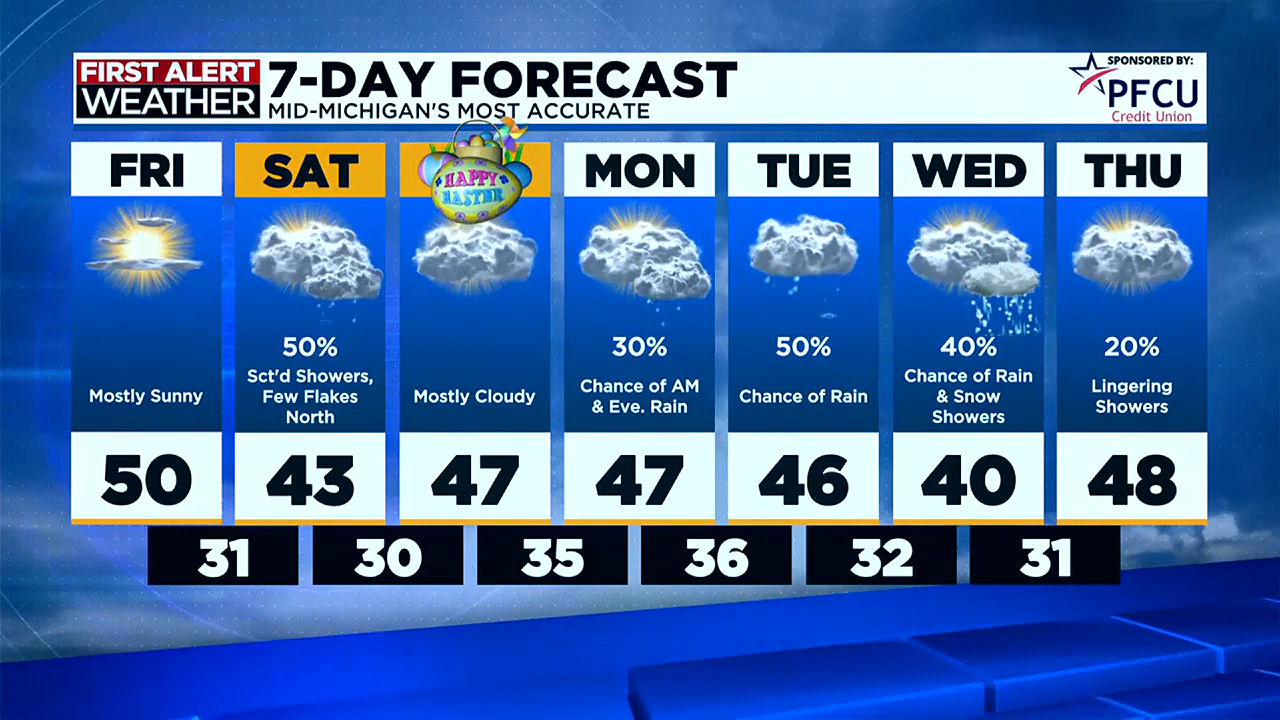 FIRST ALERT
WEATHER
7-DAY FORECAST
MID-MICHIGAN'S MOST ACCURATE
SPONSORED BY:
PFCU
Credit Union
FRI
SAT
HAPPY
EASTER
MON
TUE
WED
THU
50%
30%
50%
40%
20%
Mostly Sunny
Sct'd Showers,
Few Flakes
North
Mostly Cloudy
Chance of AM
& Eve. Rain
Chance of Rain
Chance of Rain
& Snow
Showers
Lingering
Showers
50
43
47
47
46
40
48
31
30
35
36
32
31